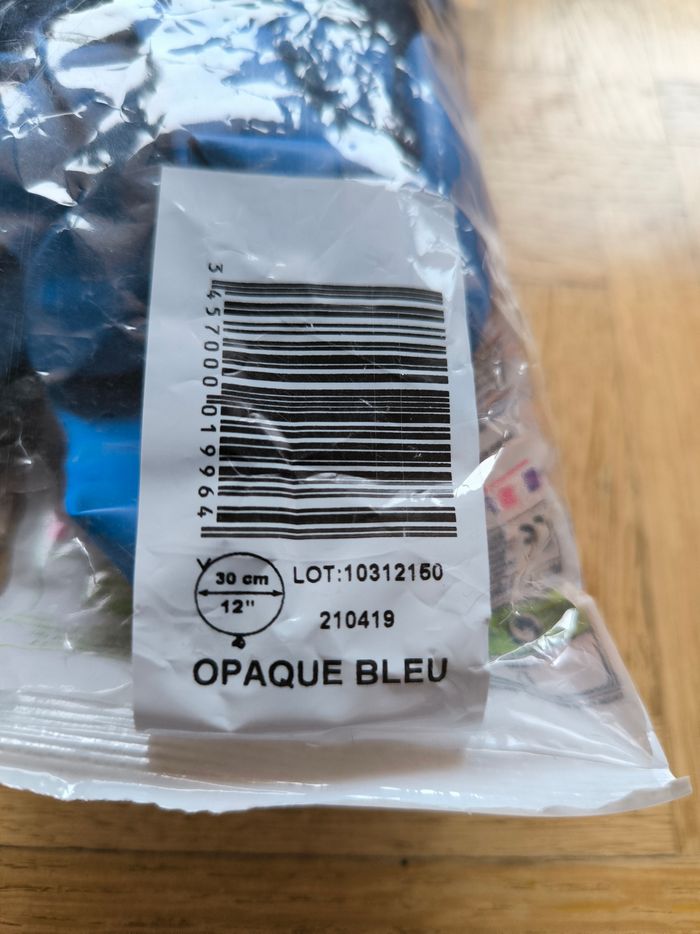 3457000019964
30 cm
12"
LOT:10312150
210419
OPAQUE BLEU